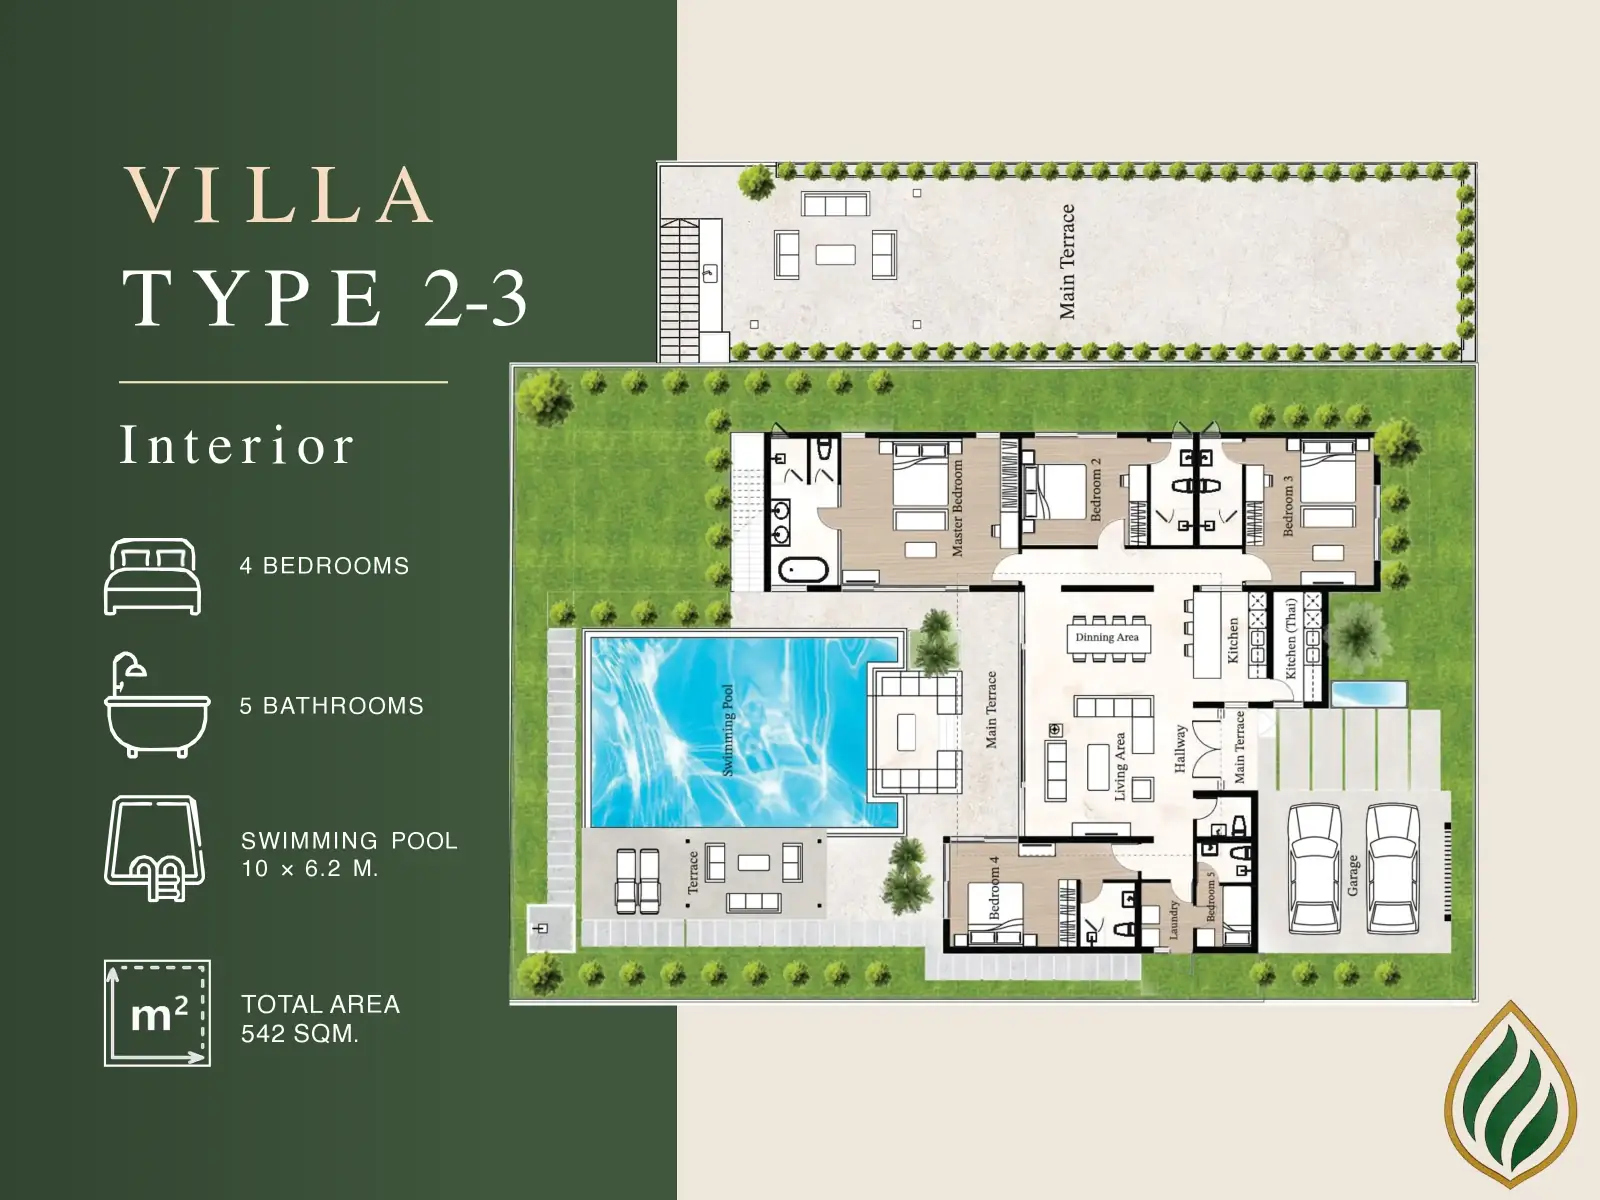 VILLA
TYPE 2-3
Interior
4 BEDROOMS
5 BATHROOMS
SWIMMING POOL
10 × 6.2 M.
m²
TOTAL AREA
542 SQM.
Main Terrace
Master Bedroom
Bedroom 2
Bedroom 3
Dinning Area
Kitchen
Kitchen (Thai)
Swimming Pool
Main Terrace
Living Area
Hallway
Main Terrace
Terrace
Bedroom 4
Laundry
Bedroom 5
Garage